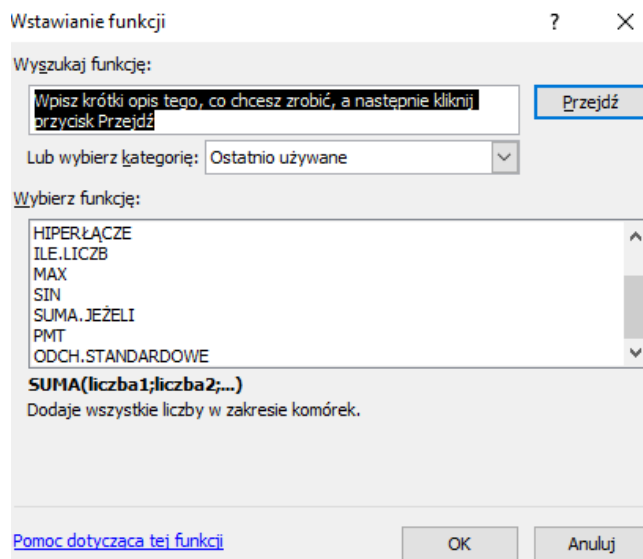 Wstawianie funkcji ? ×
Wyszukaj funkcję:
Wpisz krótki opis tego, co chcesz zrobić, a następnie kliknij
przycisk Przejdź
Przejdź
Lub wybierz kategorię: Ostatnio używane
Wybierz funkcję:
HIPERŁĄCZE
ILE.LICZB
MAX
SIN
SUMA.JEŻELI
PMT
ODCH.STANDARDOWE
SUMA(liczba1;liczba2;...)
Dodaje wszystkie liczby w zakresie komórek.
Pomoc dotycząca tej funkcji
OK
Anuluj